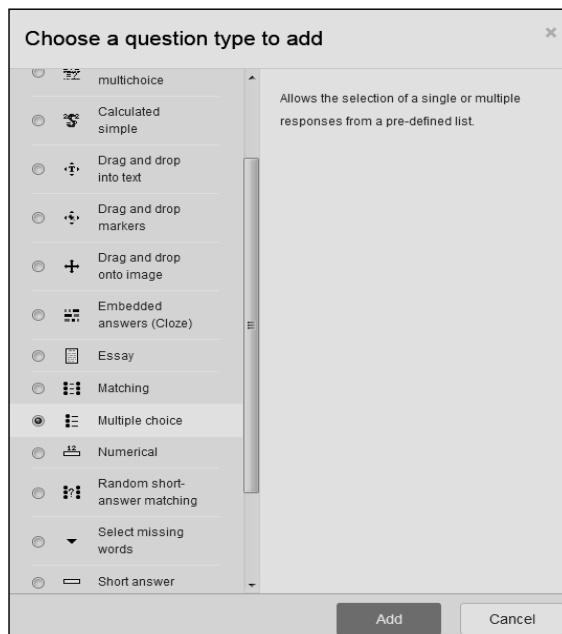 Choose a question type to add
×
multichoice
Calculated
simple
Drag and drop
into text
Drag and drop
markers
Drag and drop
onto image
Embedded
answers (Cloze)
Essay
Matching
Multiple choice
Numerical
Random short-
answer matching
Select missing
words
Short answer
Allows the selection of a single or multiple
responses from a pre-defined list.
Add
Cancel